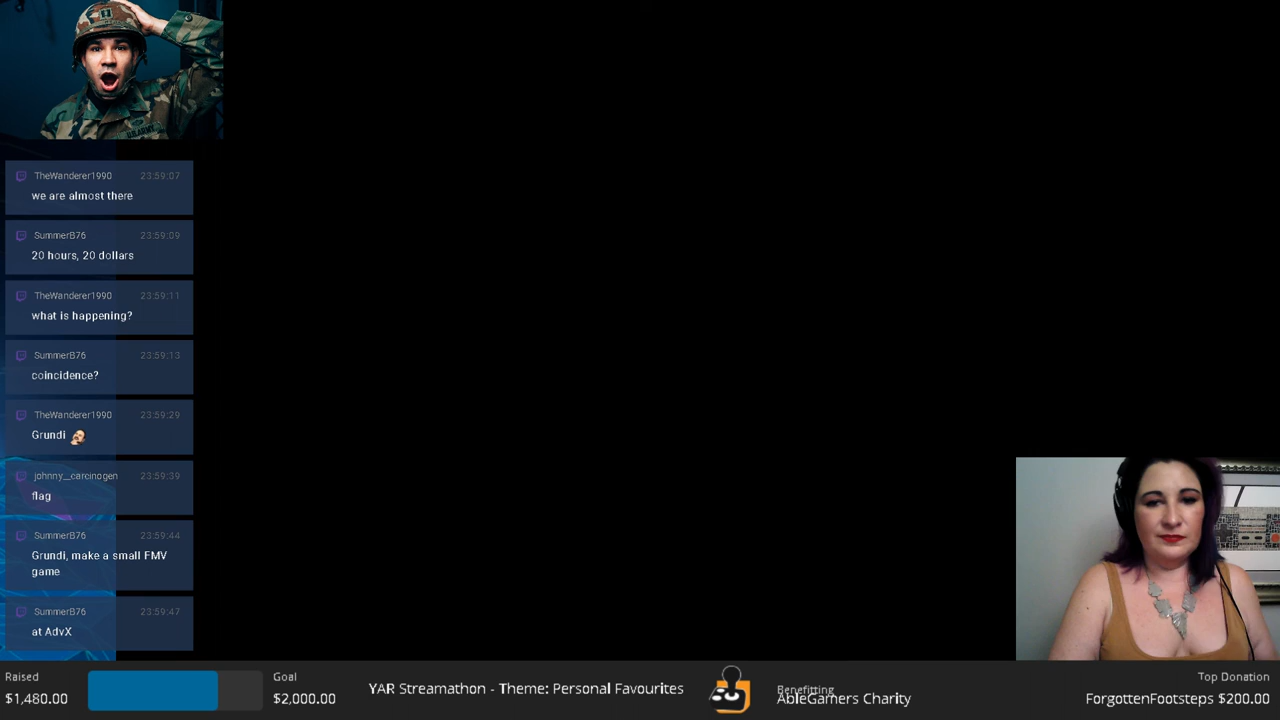 US ARMY
TheWanderer1990 23:59:07
we are almost there
SummerB76 23:59:09
20 hours, 20 dollars
TheWanderer1990 23:59:11
what is happening?
SummerB76 23:59:13
coincidence?
TheWanderer1990 23:59:29
Grundi
johnny__carcinogen 23:59:39
flag
SummerB76 23:59:44
Grundi, make a small FMV
game
SummerB76 23:59:47
at AdvX
Raised
$1,480.00
Goal
$2,000.00
YAR Streamathon - Theme: Personal Favourites
Benefitting
AbleGamers Charity
Top Donation
ForgottenFootsteps $200.00